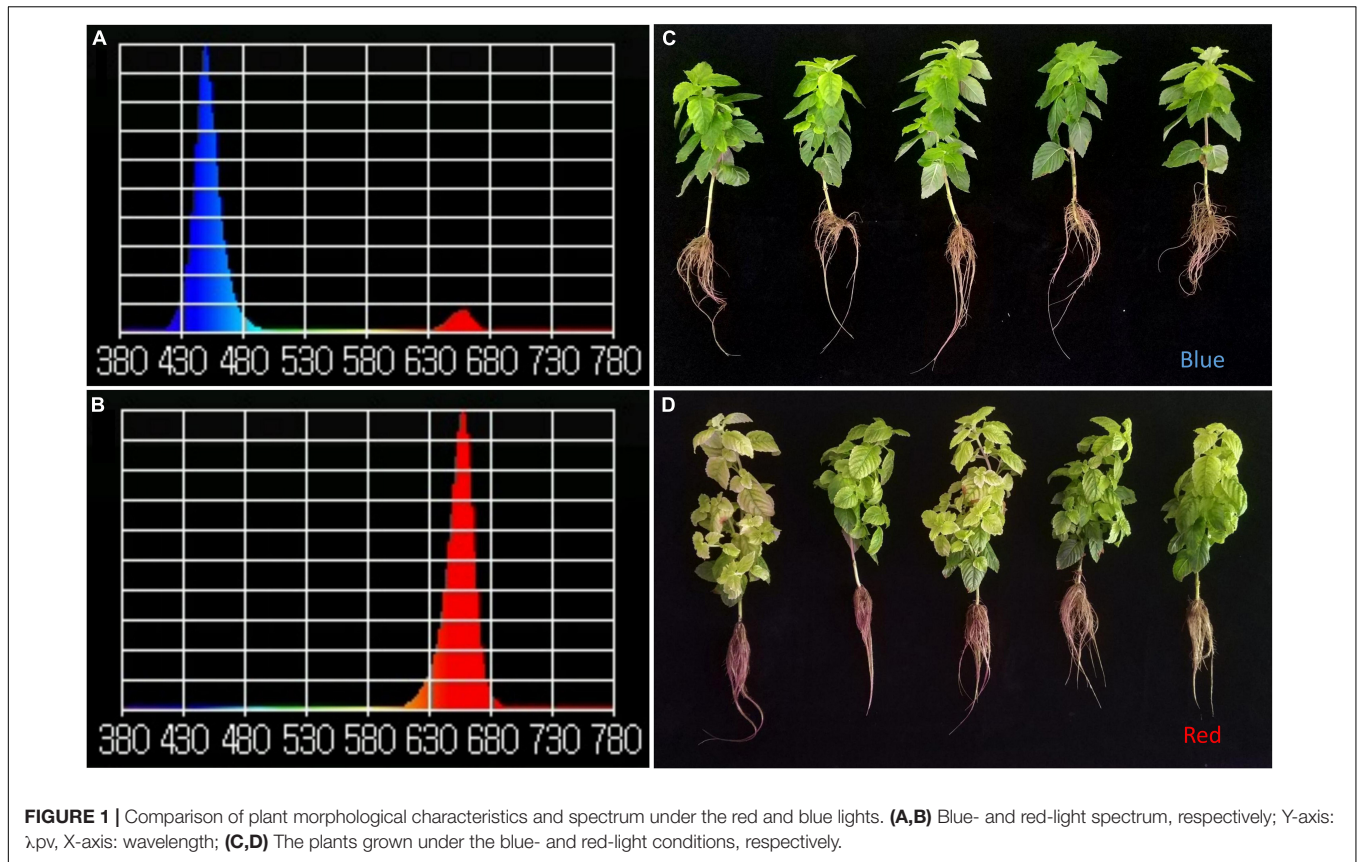 A
380 430 480 530 580 630 680 730 780
C
Blue
B
380 430 480 530 580 630 680 730 780
D
Red
FIGURE 1 | Comparison of plant morphological characteristics and spectrum under the red and blue lights. (A,B) Blue- and red-light spectrum, respectively; Y-axis:
λpv, X-axis: wavelength; (C,D) The plants grown under the blue- and red-light conditions, respectively.